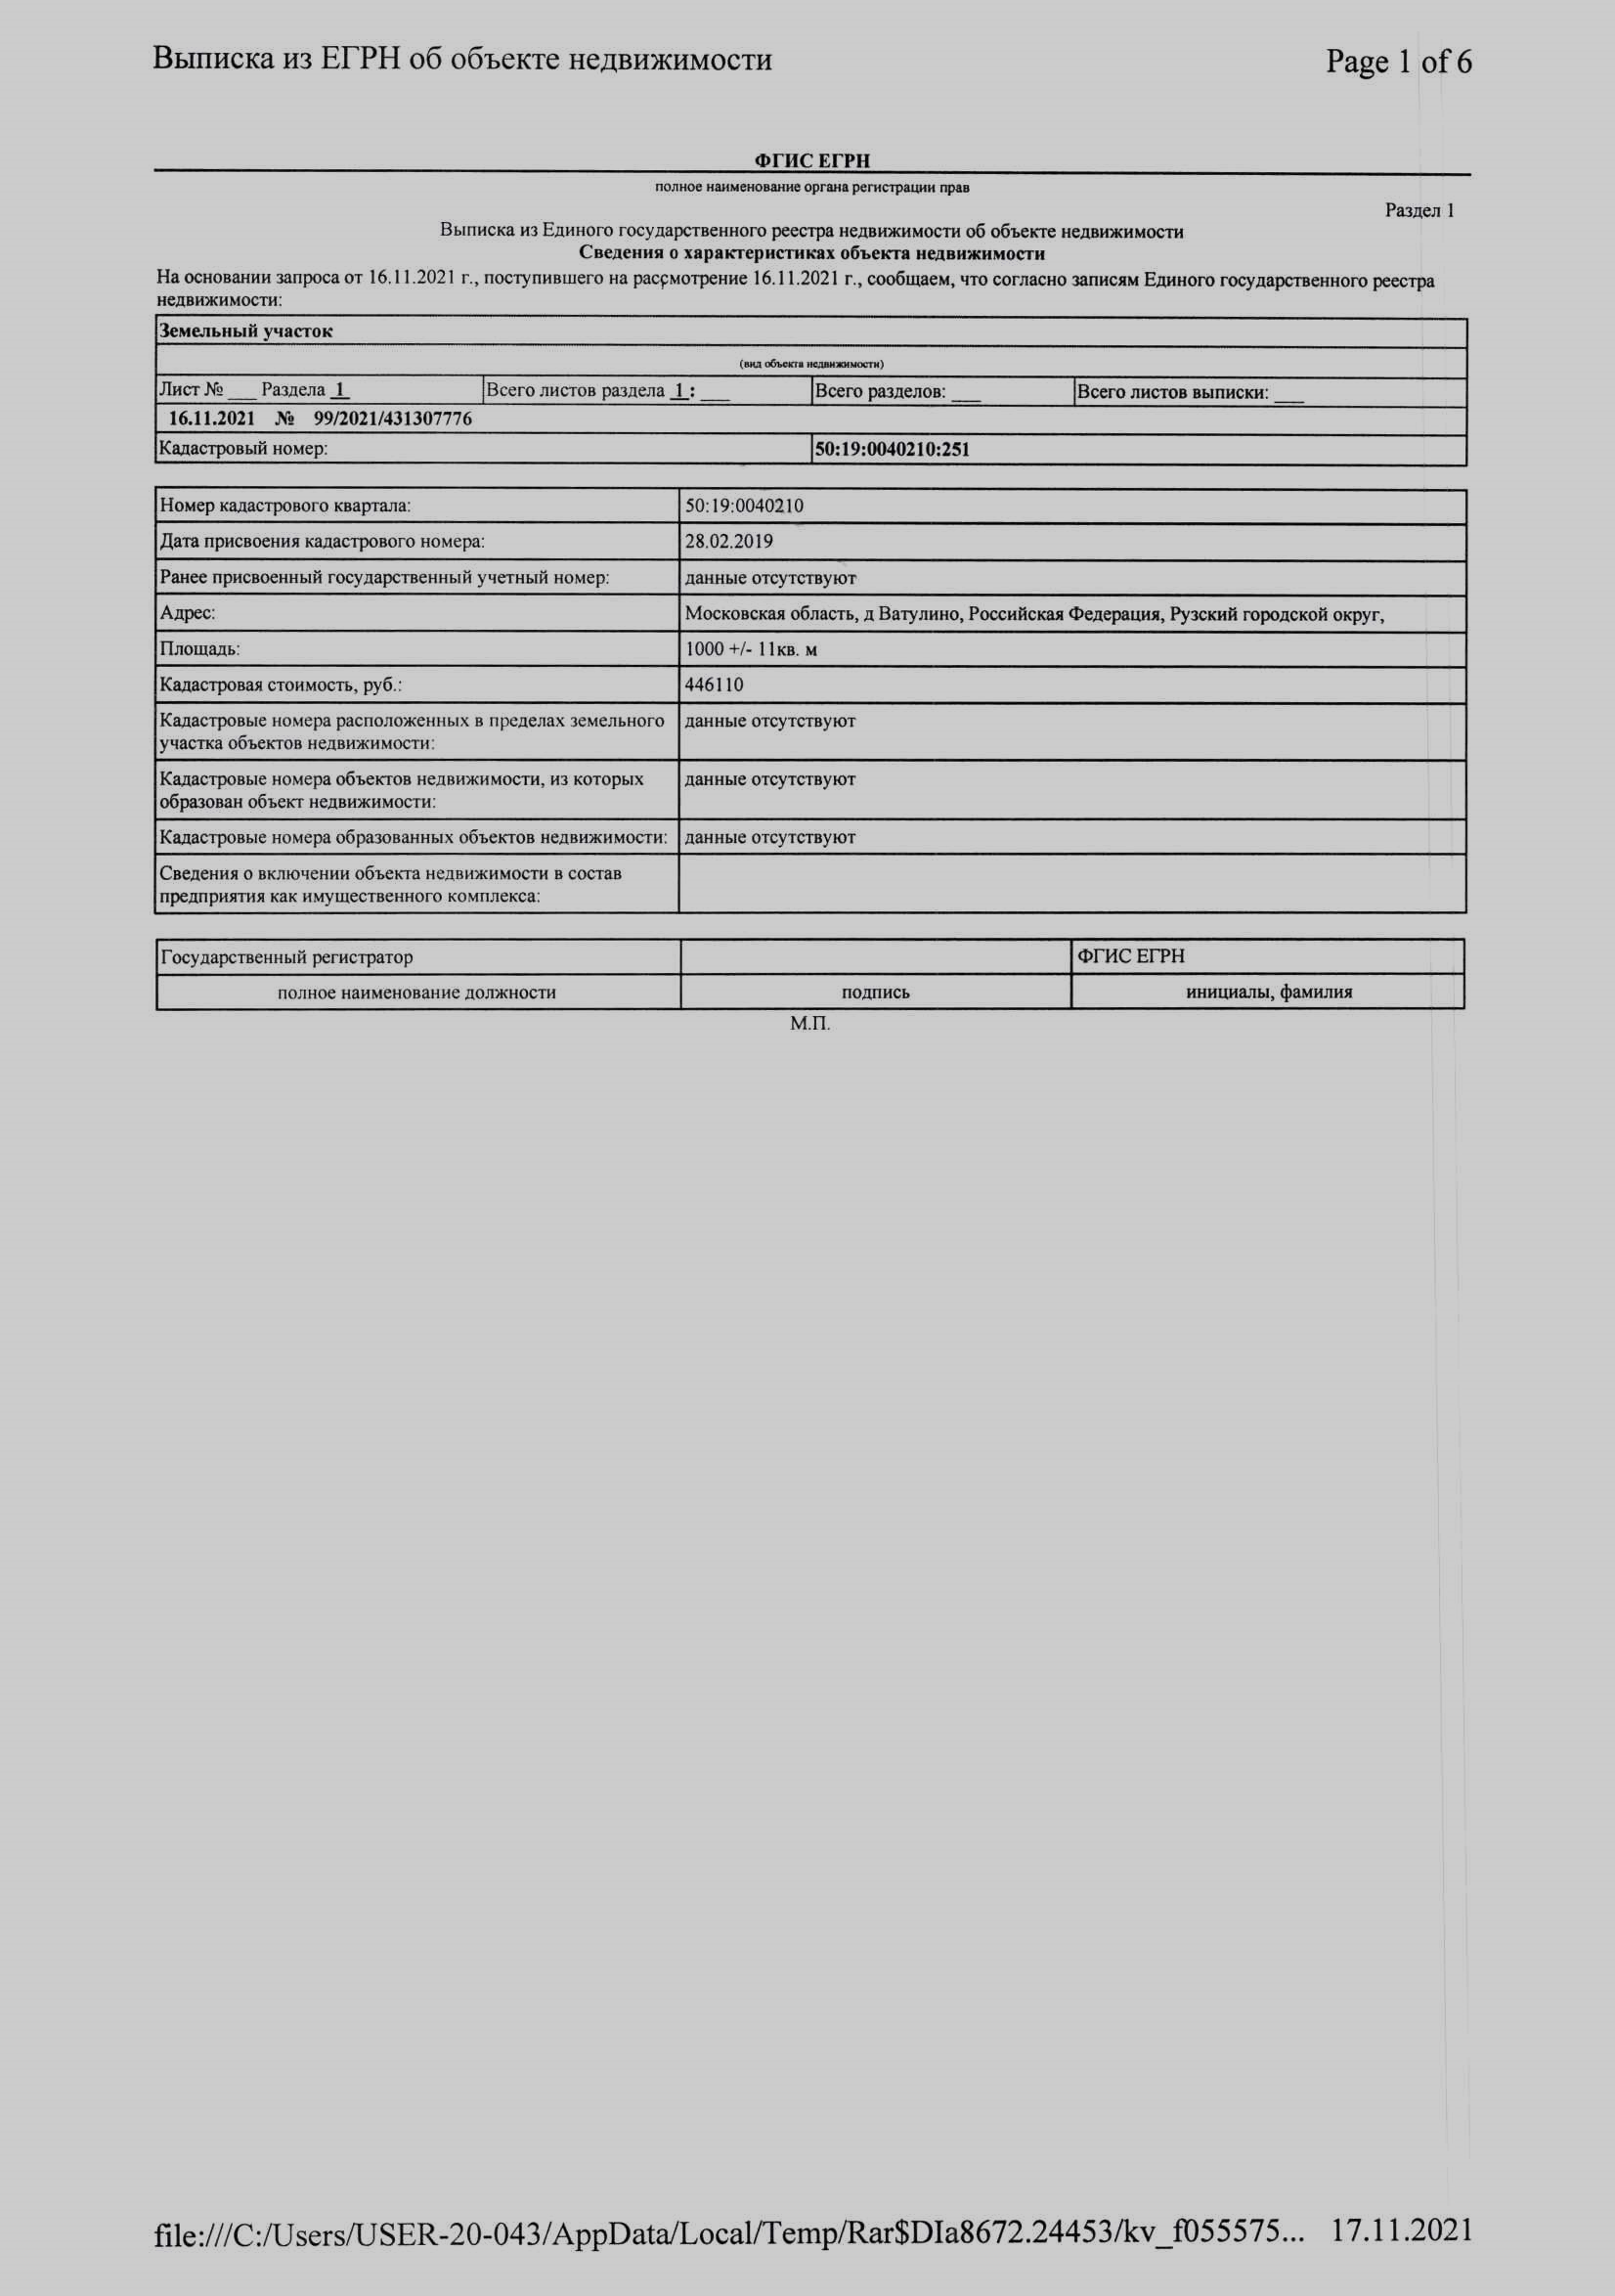 Выписка из ЕГРН об объекте недвижимости Page 1 of 6
ФГИС ЕГРН
полное наименование органа регистрации прав
Раздел 1
Выписка из Единого государственного реестра недвижимости об объекте недвижимости
Сведения о характеристиках объекта недвижимости
На основании запроса от 16.11.2021 г., поступившего на рассмотрение 16.11.2021 г., сообщаем, что согласно записям Единого государственного реестра
недвижимости:
Земельный участок
(вид объекта недвижимости)
Лист № ___ Раздела 1 Всего листов раздела 1 : ___ Всего разделов: ___ Всего листов выписки: ___
16.11.2021 № 99/2021/431307776
Кадастровый номер: 50:19:0040210:251
Номер кадастрового квартала: 50:19:0040210
Дата присвоения кадастрового номера: 28.02.2019
Ранее присвоенный государственный учетный номер: данные отсутствуют
Адрес: Московская область, д Ватулино, Российская Федерация, Рузский городской округ,
Площадь: 1000 +/- 11кв. м
Кадастровая стоимость, руб.: 446110
Кадастровые номера расположенных в пределах земельного данные отсутствуют
участка объектов недвижимости:
Кадастровые номера объектов недвижимости, из которых данные отсутствуют
образован объект недвижимости:
Кадастровые номера образованных объектов недвижимости: данные отсутствуют
Сведения о включении объекта недвижимости в состав
предприятия как имущественного комплекса:
Государственный регистратор ФГИС ЕГРН
полное наименование должности подпись инициалы, фамилия
М.П.
file:///C:/Users/USER-20-043/AppData/Local/Temp/Rar$DIa8672.24453/kv_f055575... 17.11.2021